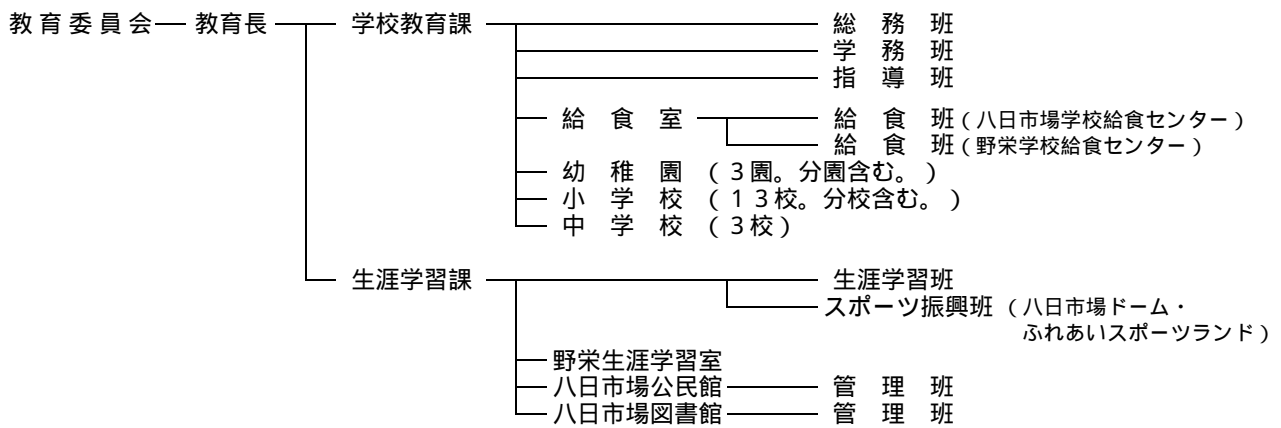 教育委員会 教育長 学校教育課 総務班
学務班
指導班
給食室 給食班(八日市場学校給食センター)
給食班(野栄学校給食センター)
幼稚園 (3園。分園含む。)
小学校 (13校。分校含む。)
中学校 (3校)
生涯学習課 生涯学習班
スポーツ振興班 (八日市場ドーム・
ふれあいスポーツランド)
野栄生涯学習室
八日市場公民館 管理班
八日市場図書館 管理班